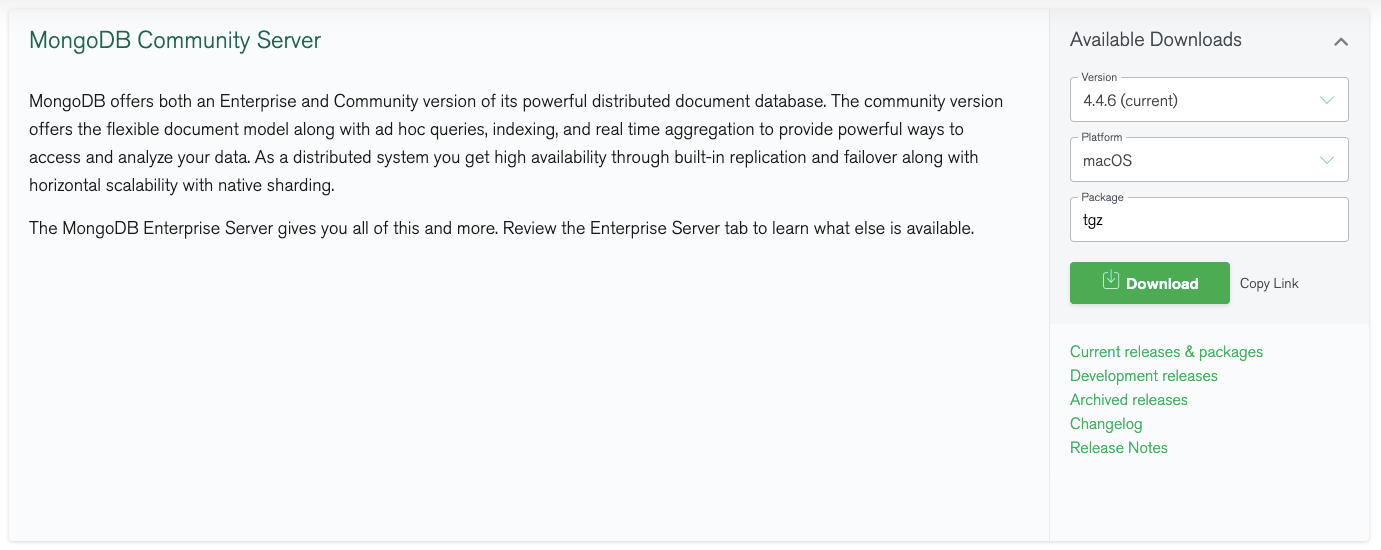 MongoDB Community Server
MongoDB offers both an Enterprise and Community version of its powerful distributed document database. The community version
offers the flexible document model along with ad hoc queries, indexing, and real time aggregation to provide powerful ways to
access and analyze your data. As a distributed system you get high availability through built-in replication and failover along with
horizontal scalability with native sharding.
The MongoDB Enterprise Server gives you all of this and more. Review the Enterprise Server tab to learn what else is available.
Available Downloads
Version
4.4.6 (current)
Platform
macOS
Package
tgz
Download
Copy Link
Current releases & packages
Development releases
Archived releases
Changelog
Release Notes